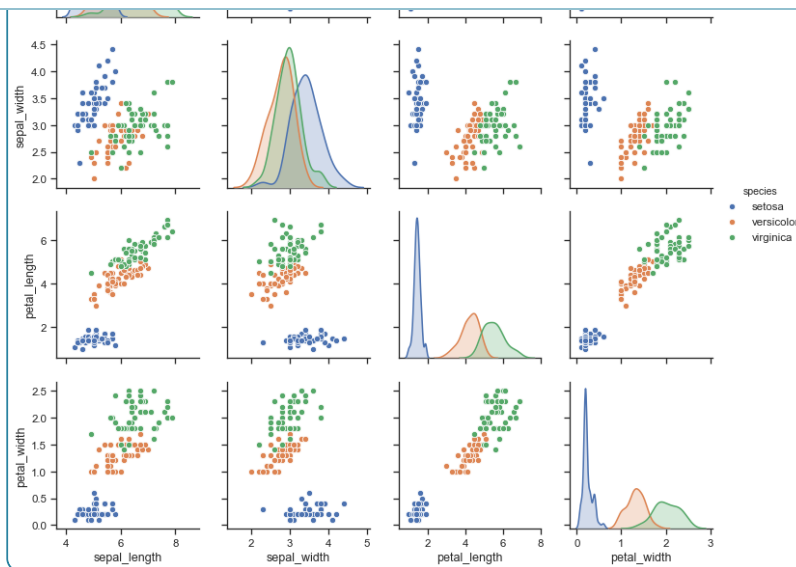 4.5
4.0
3.5
3.0
2.5
2.0
sepal_width
species
setosa
versicolor
virginica
6
4
2
petal_length
2.5
2.0
1.5
1.0
0.5
0.0
petal_width
4 6 8 2 3 4 5 2 4 6 8 0 1 2 3
sepal_length sepal_width petal_length petal_width